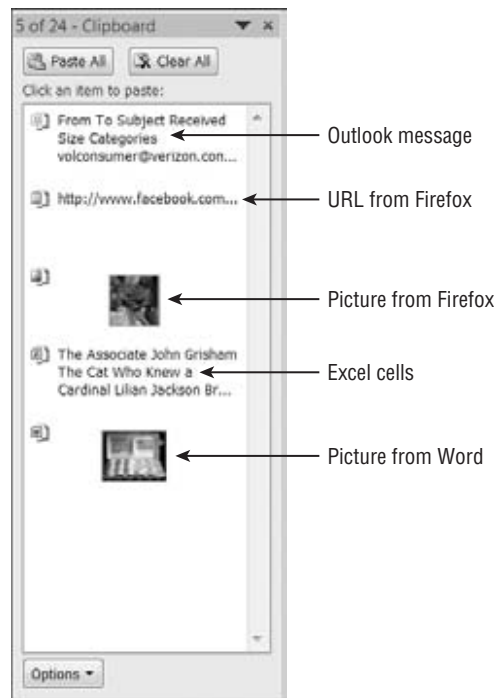 5 of 24 - Clipboard
Paste All
Clear All
Click an item to paste:
From To Subject Received
Size Categories
volconsumer@verizon.con...
Outlook message
http://www.facebook.com...
URL from Firefox
Picture from Firefox
The Associate John Grisham
The Cat Who Knew a
Cardinal Lilian Jackson Br...
Excel cells
Picture from Word
Options